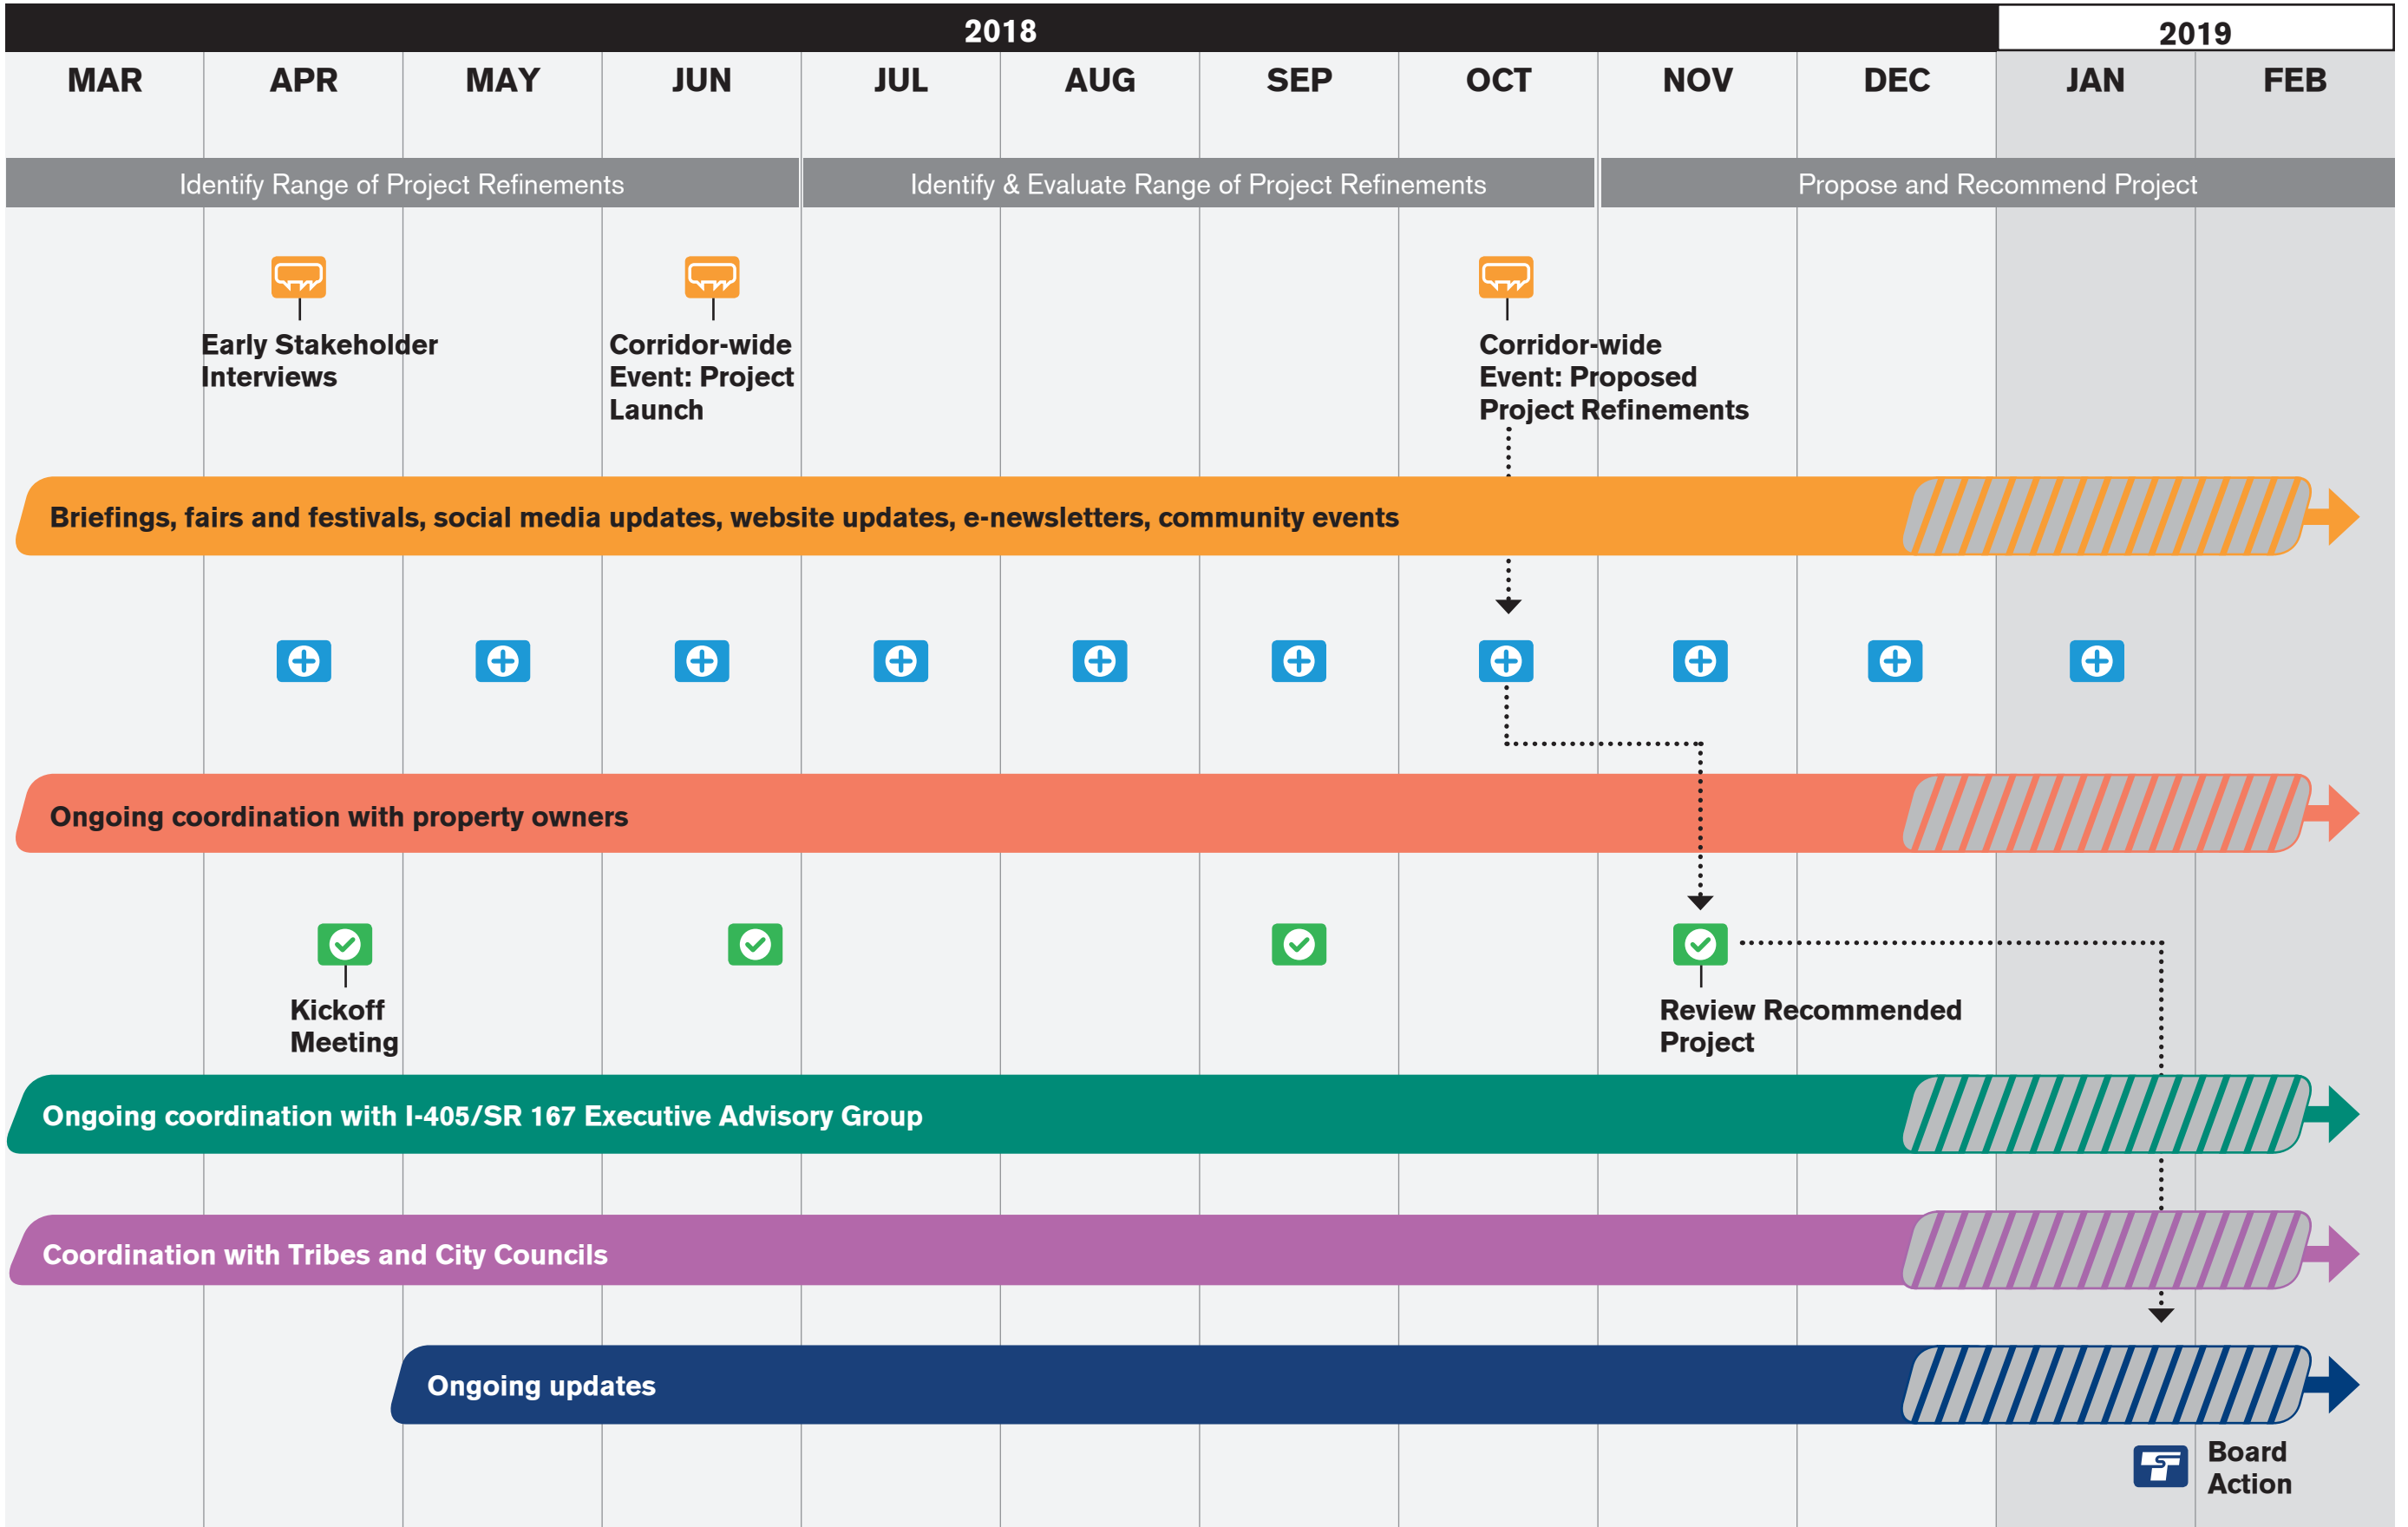 2018
2019
MAR APR MAY JUN JUL AUG SEP OCT NOV DEC JAN FEB
Identify Range of Project Refinements
Identify & Evaluate Range of Project Refinements
Propose and Recommend Project
Early Stakeholder
Interviews
Corridor-wide
Event: Project
Launch
Corridor-wide
Event: Proposed
Project Refinements
Briefings, fairs and festivals, social media updates, website updates, e-newsletters, community events
Ongoing coordination with property owners
Kickoff
Meeting
Review Recommended
Project
Ongoing coordination with I-405/SR 167 Executive Advisory Group
Coordination with Tribes and City Councils
Ongoing updates
Board
Action